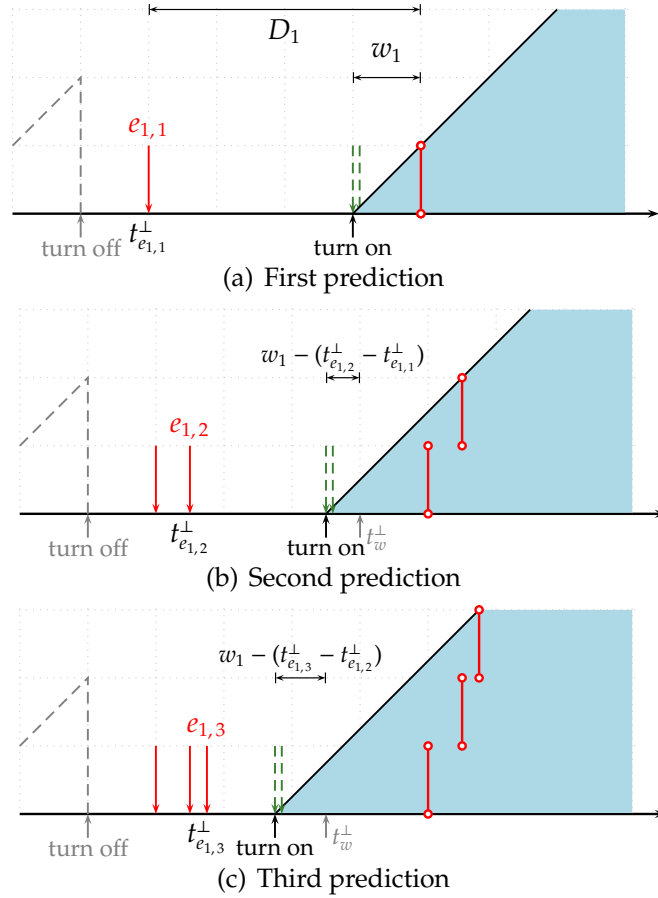 D₁
w₁
e₁,₁
turn off
t⊥e₁,₁
turn on
(a) First prediction
w₁ − (t⊥e₁,₂ − t⊥e₁,₁)
e₁,₂
turn off
t⊥e₁,₂
turn on
t⊥w
(b) Second prediction
w₁ − (t⊥e₁,₃ − t⊥e₁,₂)
e₁,₃
turn off
t⊥e₁,₃
turn on
t⊥w
(c) Third prediction